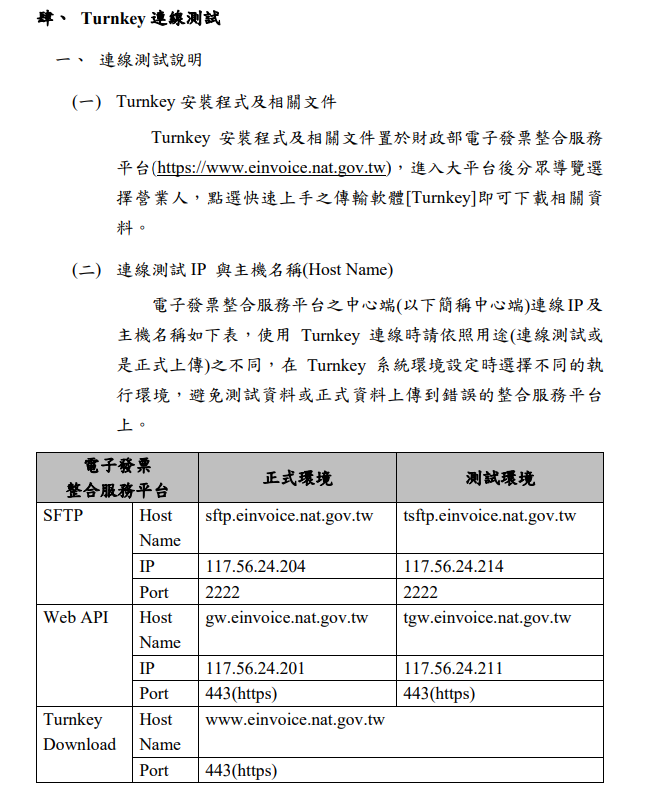 肆、 Turnkey 連線測試
一、 連線測試說明
(一) Turnkey 安裝程式及相關文件
Turnkey 安裝程式及相關文件置於財政部電子發票整合服務
平台(https://www.einvoice.nat.gov.tw)，進入大平台後分眾導覽選
擇營業人，點選快速上手之傳輸軟體[Turnkey]即可下載相關資
料。
(二) 連線測試 IP 與主機名稱(Host Name)
電子發票整合服務平台之中心端(以下簡稱中心端)連線 IP 及
主機名稱如下表，使用 Turnkey 連線時請依照用途(連線測試或
是正式上傳)之不同，在 Turnkey 系統環境設定時選擇不同的執
行環境，避免測試資料或正式資料上傳到錯誤的整合服務平台
上。
電子發票
整合服務平台 正式環境 測試環境
SFTP Host sftp.einvoice.nat.gov.tw tsftp.einvoice.nat.gov.tw
Name
IP 117.56.24.204 117.56.24.214
Port 2222 2222
Web API Host gw.einvoice.nat.gov.tw tgw.einvoice.nat.gov.tw
Name
IP 117.56.24.201 117.56.24.211
Port 443(https) 443(https)
Turnkey Host www.einvoice.nat.gov.tw
Download Name
Port 443(https)